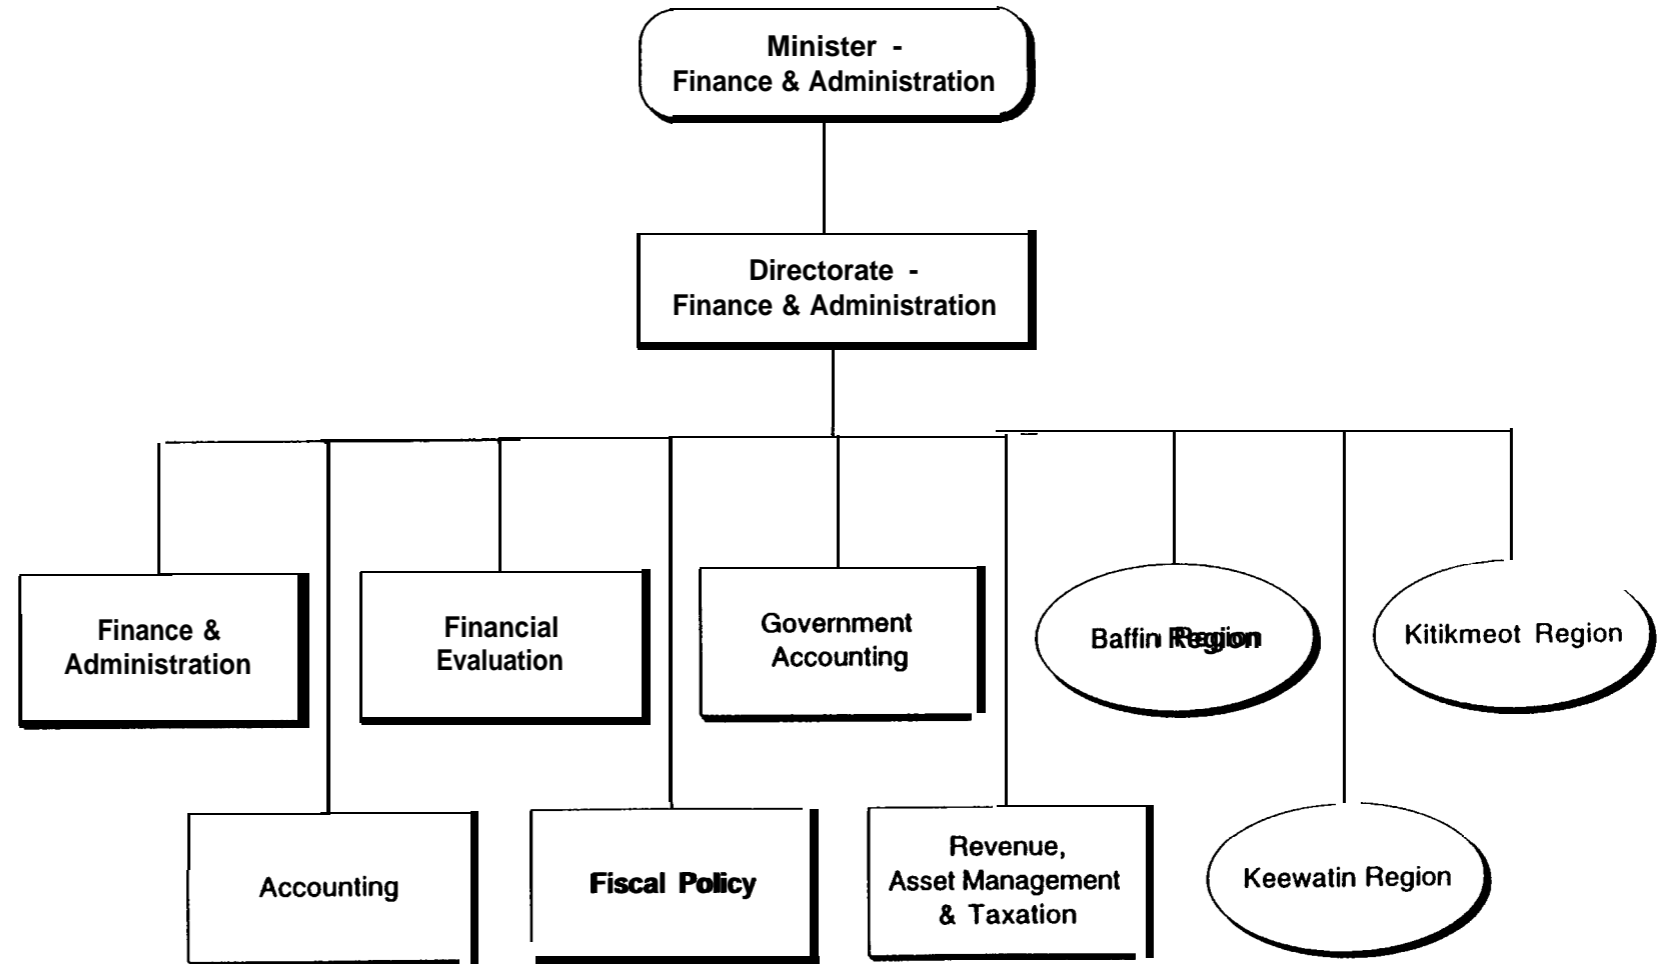 Minister -
Finance & Administration
Directorate -
Finance & Administration
Finance &
Administration
Financial
Evaluation
Government
Accounting
Baffin Region
Kitikmeot Region
Accounting
Fiscal Policy
Revenue,
Asset Management
& Taxation
Keewatin Region